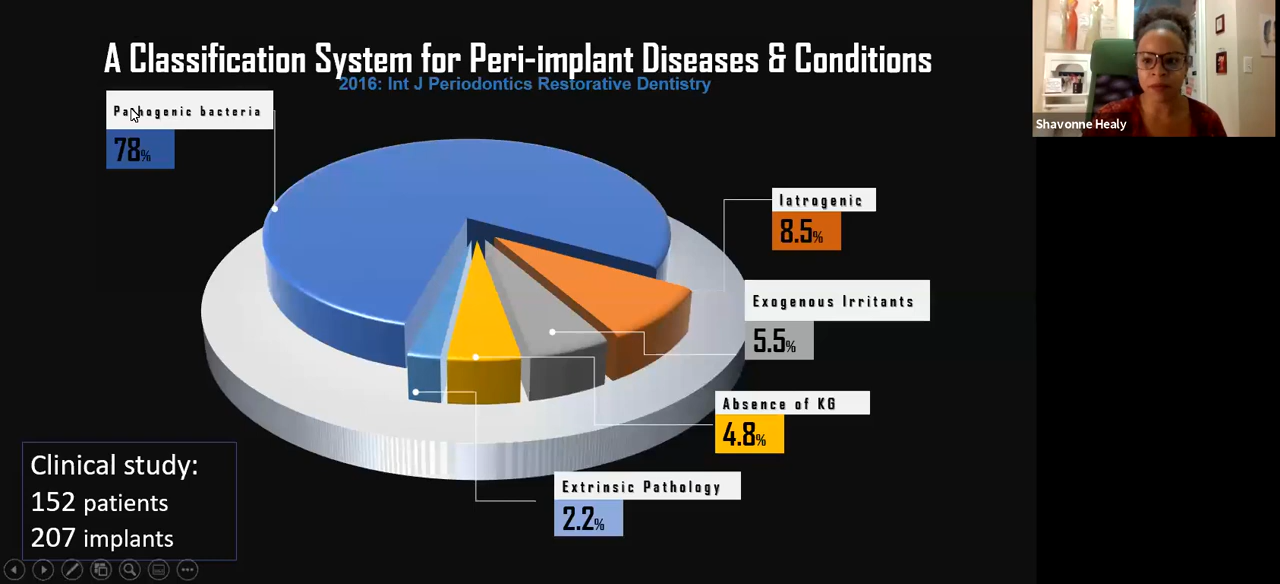 A Classification System for Peri-implant Diseases & Conditions
2016: Int J Periodontics Restorative Dentistry
Pathogenic bacteria
78%
Iatrogenic
8.5%
Exogenous Irritants
5.5%
Absence of KG
4.8%
Extrinsic Pathology
2.2%
Clinical study:
152 patients
207 implants
Shavonne Healy